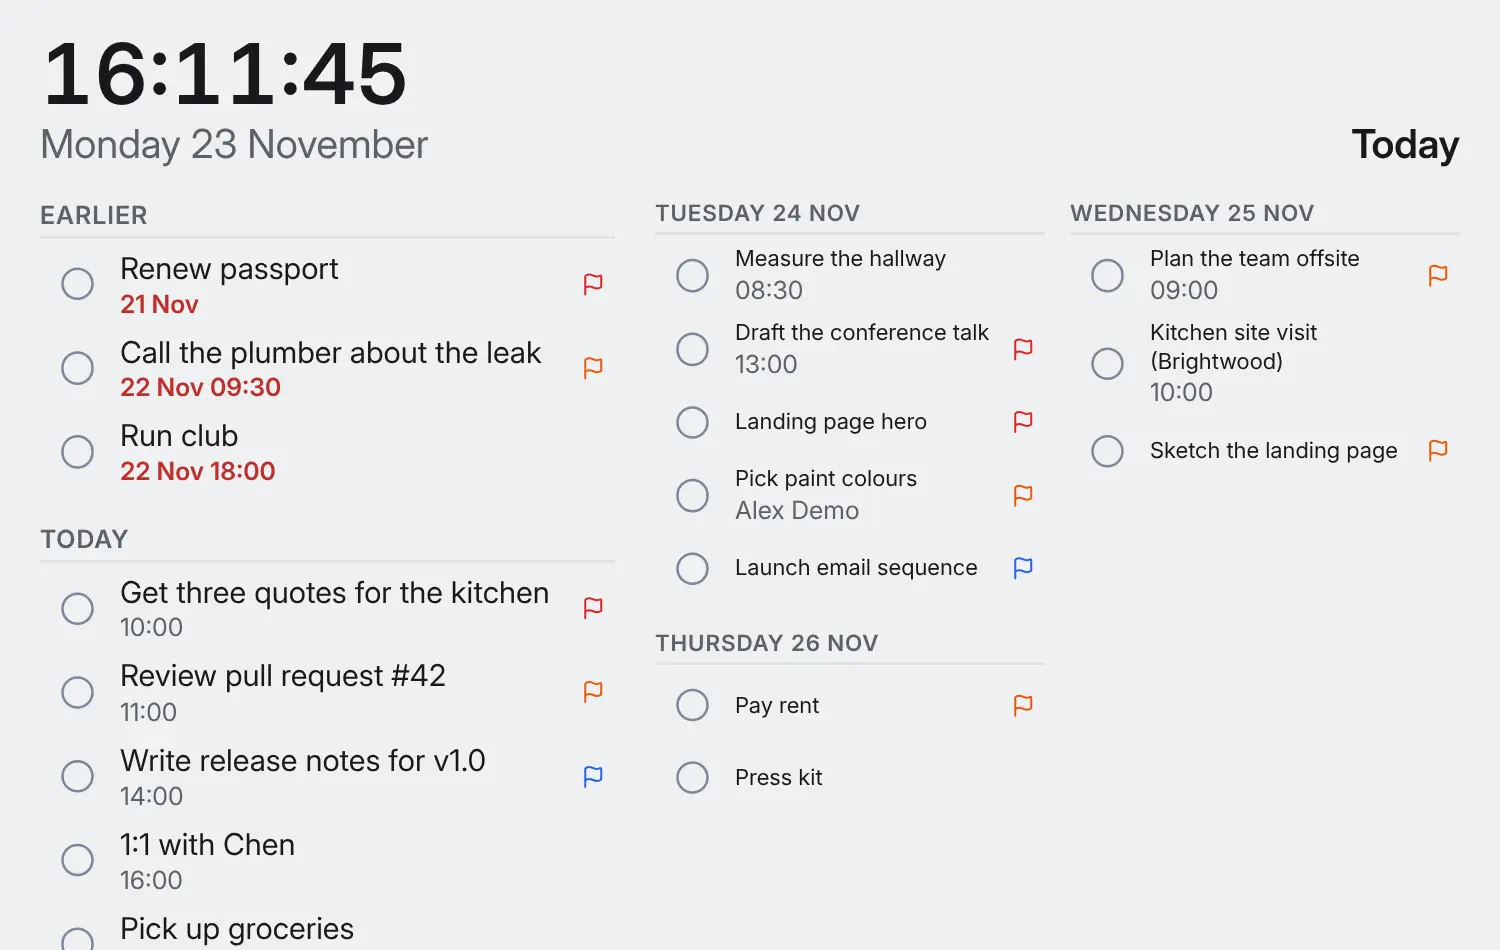 16:11:45
Monday 23 November
Today
EARLIER
Renew passport
21 Nov
Call the plumber about the leak
22 Nov 09:30
Run club
22 Nov 18:00
TODAY
Get three quotes for the kitchen
10:00
Review pull request #42
11:00
Write release notes for v1.0
14:00
1:1 with Chen
16:00
Pick up groceries
TUESDAY 24 NOV
Measure the hallway
08:30
Draft the conference talk
13:00
Landing page hero
Pick paint colours
Alex Demo
Launch email sequence
THURSDAY 26 NOV
Pay rent
Press kit
WEDNESDAY 25 NOV
Plan the team offsite
09:00
Kitchen site visit
(Brightwood)
10:00
Sketch the landing page